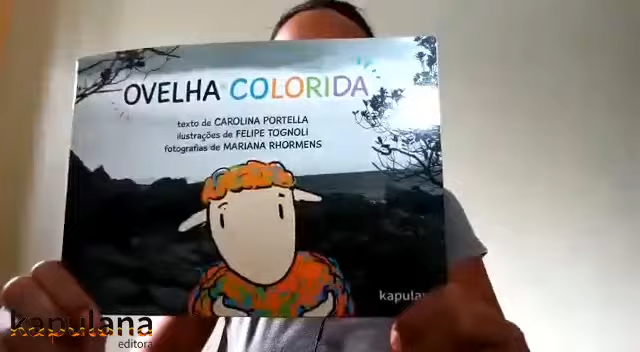 OVELHA COLORIDA
texto de CAROLINA PORTELLA
ilustrações de FELIPE TOGNOLI
fotografias de MARIANA RHORMENS
kapulana
editora